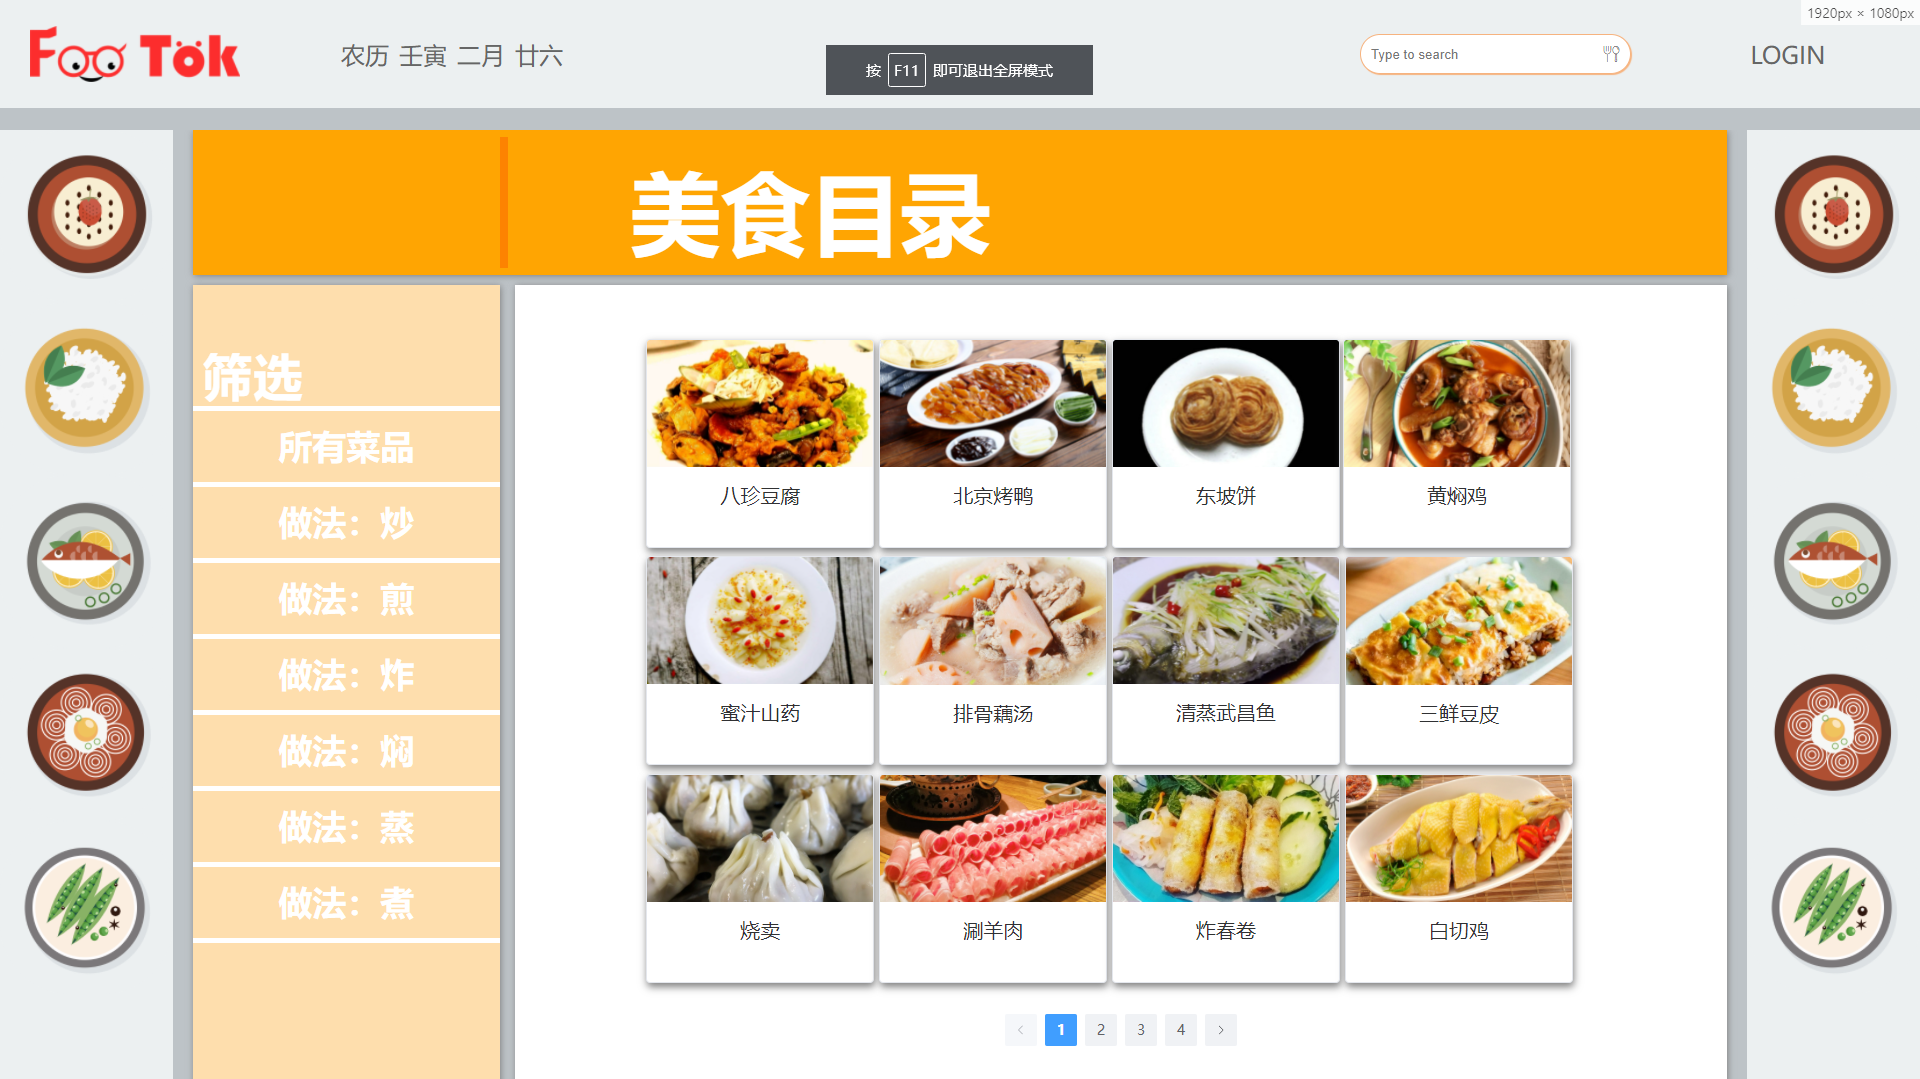 1920px × 1080px
Foo Tok
农历 壬寅 二月 廿六
按 F11 即可退出全屏模式
Type to search
LOGIN
美食目录
筛选
所有菜品
做法：炒
做法：煎
做法：炸
做法：焖
做法：蒸
做法：煮
八珍豆腐
北京烤鸭
东坡饼
黄焖鸡
蜜汁山药
排骨藕汤
清蒸武昌鱼
三鲜豆皮
烧卖
涮羊肉
炸春卷
白切鸡
1 2 3 4